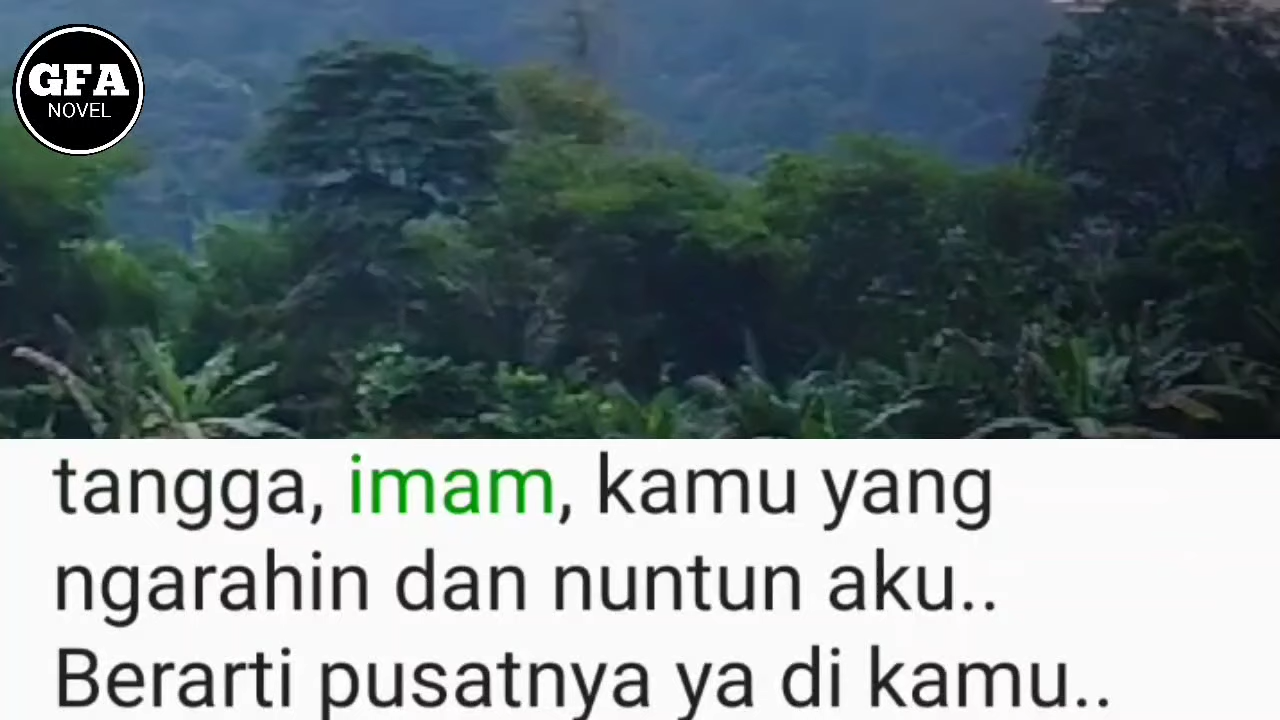 GFA
NOVEL
tangga, imam, kamu yang
ngarahin dan nuntun aku..
Berarti pusatnya ya di kamu..